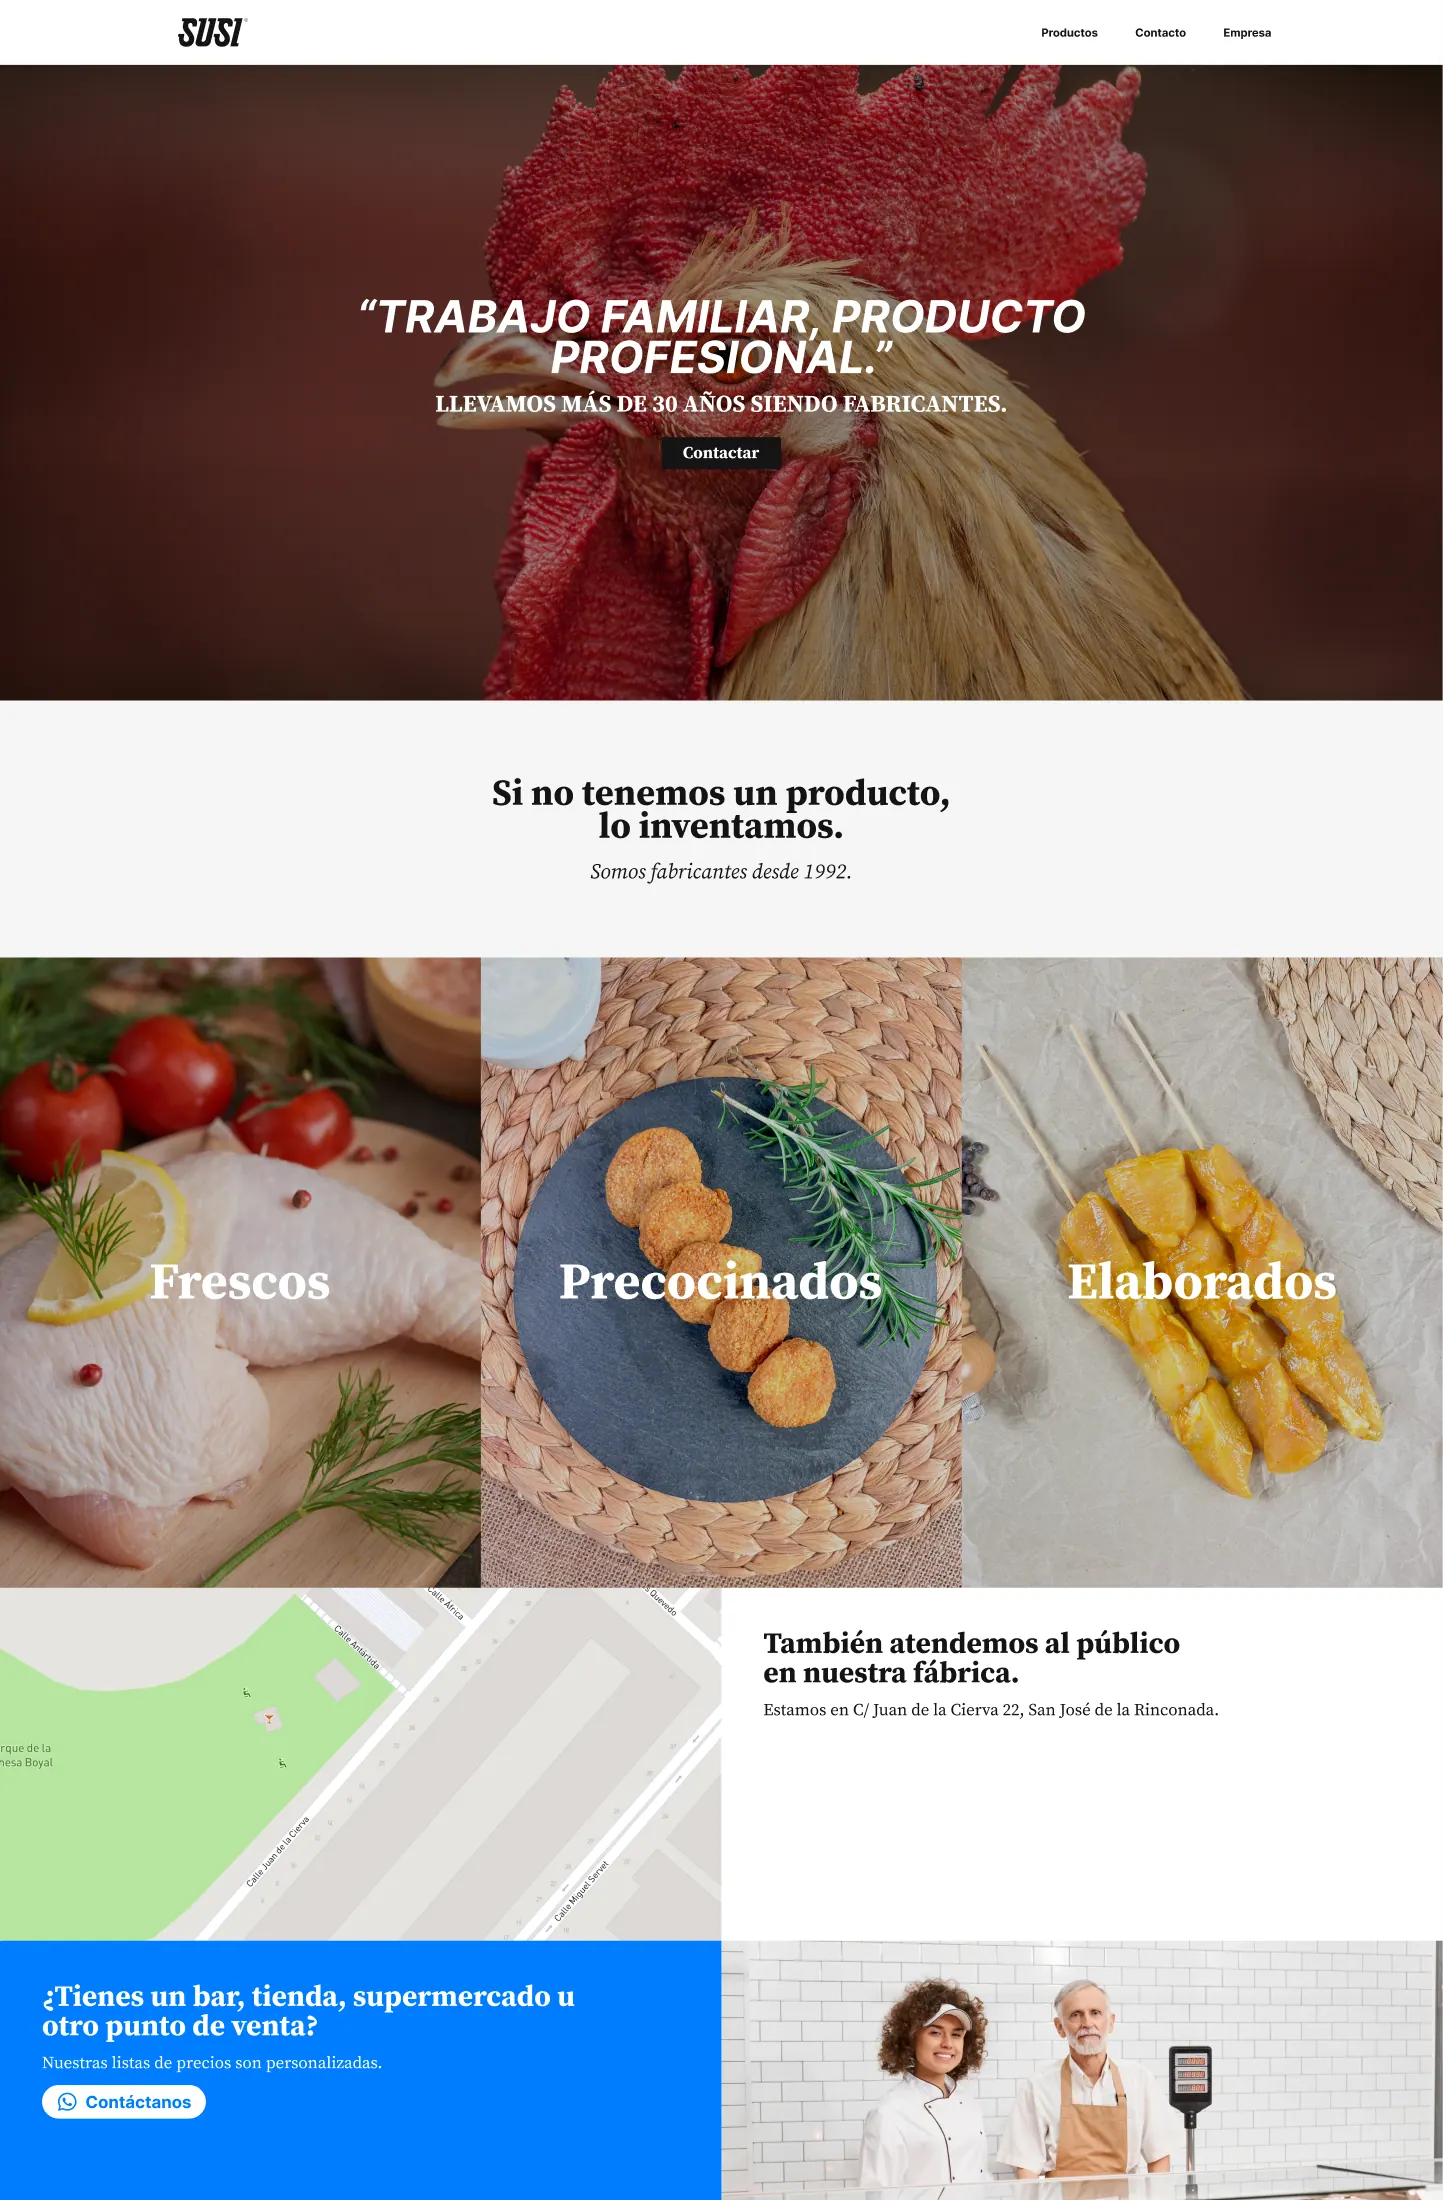 SUSI
Productos
Contacto
Empresa
“TRABAJO FAMILIAR, PRODUCTO
PROFESIONAL.”
LLEVAMOS MÁS DE 30 AÑOS SIENDO FABRICANTES.
Contactar
Si no tenemos un producto,
lo inventamos.
Somos fabricantes desde 1992.
Frescos
Precocinados
Elaborados
Calle África
Calle Antártida
Quevedo
rque de la
hesa Boyal
Calle Juan de la Cierva
Calle Miguel Servet
También atendemos al público
en nuestra fábrica.
Estamos en C/ Juan de la Cierva 22, San José de la Rinconada.
¿Tienes un bar, tienda, supermercado u
otro punto de venta?
Nuestras listas de precios son personalizadas.
Contáctanos